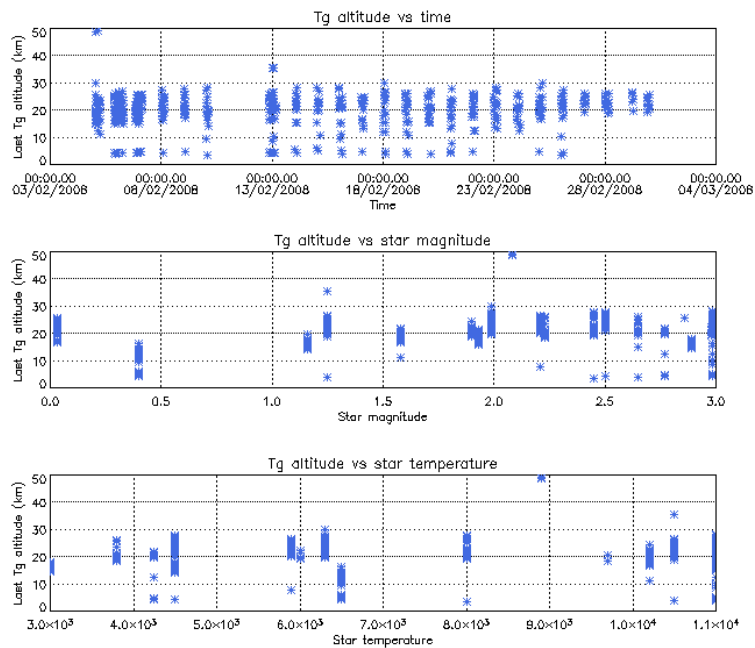 Tg altitude vs time
Last Tg altitude (km)
50
40
30
20
10
0
00:00.00 00:00.00 00:00.00 00:00.00 00:00.00 00:00.00 00:00.00
03/02/2008 08/02/2008 13/02/2008 18/02/2008 23/02/2008 28/02/2008 04/03/2008
Time
Tg altitude vs star magnitude
Last Tg altitude (km)
50
40
30
20
10
0
0.0 0.5 1.0 1.5 2.0 2.5 3.0
Star magnitude
Tg altitude vs star temperature
Last Tg altitude (km)
50
40
30
20
10
0
3.0×10³ 4.0×10³ 5.0×10³ 6.0×10³ 7.0×10³ 8.0×10³ 9.0×10³ 1.0×10⁴ 1.1×10⁴
Star temperature